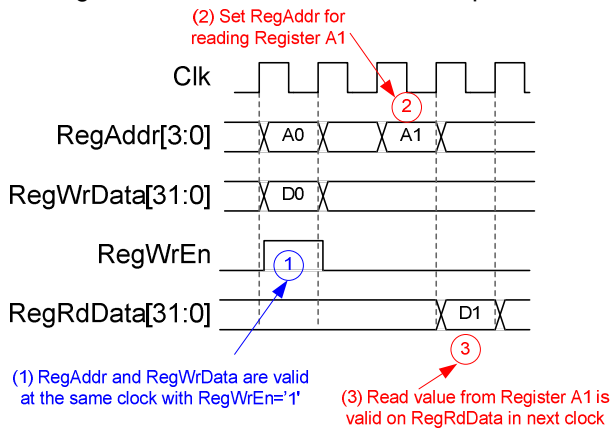 (2) Set RegAddr for
reading Register A1
Clk
2
RegAddr[3:0]
A0
A1
RegWrData[31:0]
D0
RegWrEn
1
RegRdData[31:0]
D1
3
(1) RegAddr and RegWrData are valid
at the same clock with RegWrEn='1'
(3) Read value from Register A1 is
valid on RegRdData in next clock